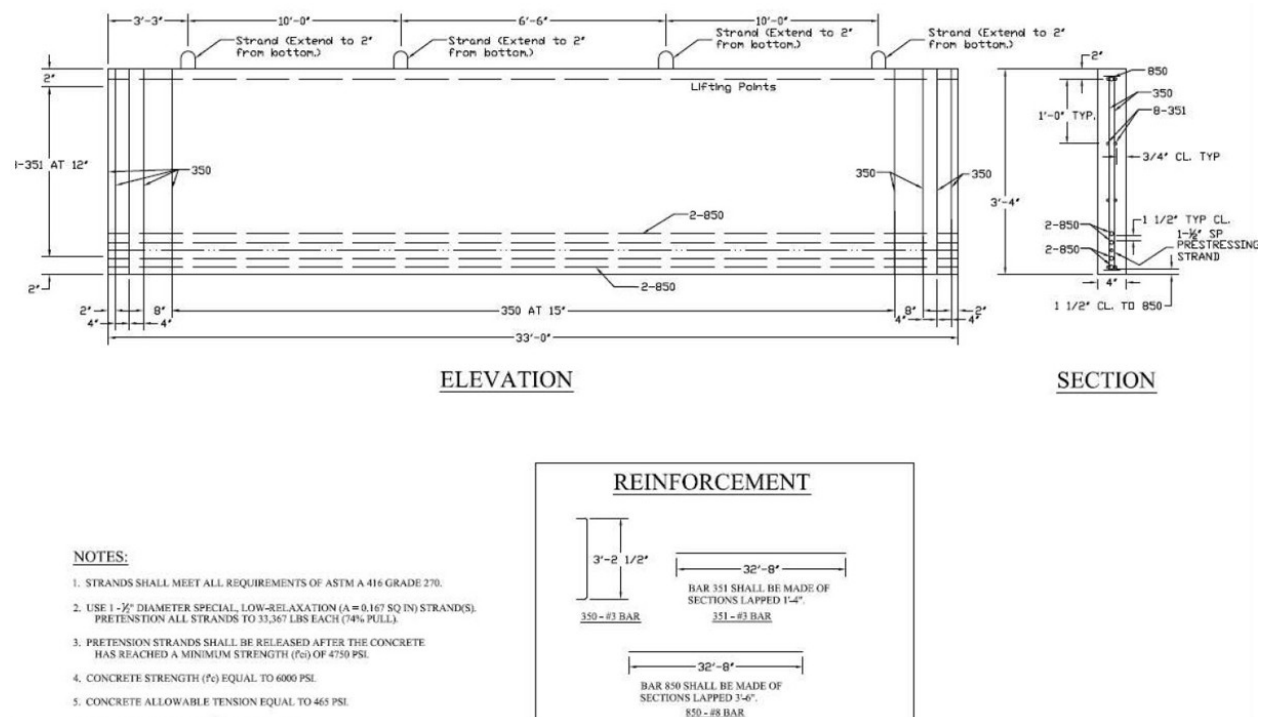 3'-3"
10'-0"
6'-6"
10'-0"
Strand (Extend to 2"
from bottom.)
Strand (Extend to 2"
from bottom.)
Strand (Extend to 2"
from bottom.)
Strand (Extend to 2"
from bottom.)
2"
Lifting Points
-351 AT 12"
350
350
350
2-850
2-850
2"
2"
4"
4"
8"
350 AT 15"
8"
4"
4"
2"
33'-0"
ELEVATION
2"
850
350
8-351
1'-0" TYP.
3/4" CL. TYP
3'-4"
2-850
2-850
1 1/2" TYP CL.
1-½" SP
PRESTRESSING
STRAND
4"
1 1/2" CL. TO 850
SECTION
NOTES:
1. STRANDS SHALL MEET ALL REQUIREMENTS OF ASTM A 416 GRADE 270.
2. USE 1 - ½" DIAMETER SPECIAL, LOW-RELAXATION (A = 0.167 SQ IN) STRAND(S).
PRETENSION ALL STRANDS TO 33,367 LBS EACH (74% PULL).
3. PRETENSION STRANDS SHALL BE RELEASED AFTER THE CONCRETE
HAS REACHED A MINIMUM STRENGTH (f'ci) OF 4750 PSI.
4. CONCRETE STRENGTH (f'c) EQUAL TO 6000 PSI.
5. CONCRETE ALLOWABLE TENSION EQUAL TO 465 PSI.
REINFORCEMENT
3'-2 1/2"
350 - #3 BAR
32'-8"
BAR 351 SHALL BE MADE OF
SECTIONS LAPPED 1'-4".
351 - #3 BAR
32'-8"
BAR 850 SHALL BE MADE OF
SECTIONS LAPPED 3'-6".
850 - #8 BAR